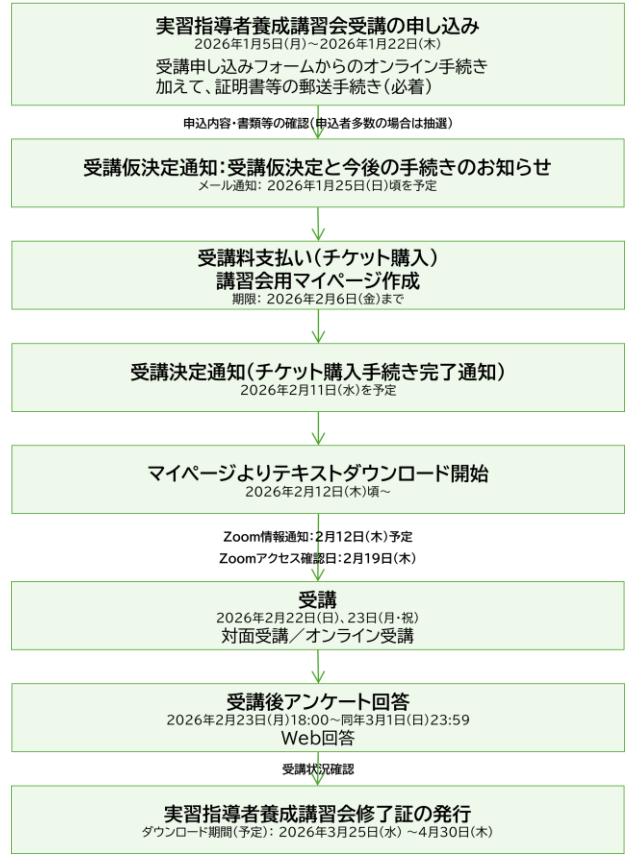 実習指導者養成講習会受講の申し込み
2026年1月5日(月)～2026年1月22日(木)
受講申し込みフォームからのオンライン手続き
加えて、証明書等の郵送手続き(必着)
申込内容・書類等の確認(申込者多数の場合は抽選)
受講仮決定通知：受講仮決定と今後の手続きのお知らせ
メール通知： 2026年1月25日(日)頃を予定
受講料支払い(チケット購入)
講習会用マイページ作成
期限： 2026年2月6日(金)まで
受講決定通知(チケット購入手続き完了通知)
2026年2月11日(水)を予定
マイページよりテキストダウンロード開始
2026年2月12日(木)頃～
Zoom情報通知：2月12日(木)予定
Zoomアクセス確認日：2月19日(木)
受講
2026年2月22日(日)、23日(月・祝)
対面受講／オンライン受講
受講後アンケート回答
2026年2月23日(月)18:00～同年3月1日(日)23:59
Web回答
受講状況確認
実習指導者養成講習会修了証の発行
ダウンロード期間(予定)： 2026年3月25日(水) ～4月30日(木)